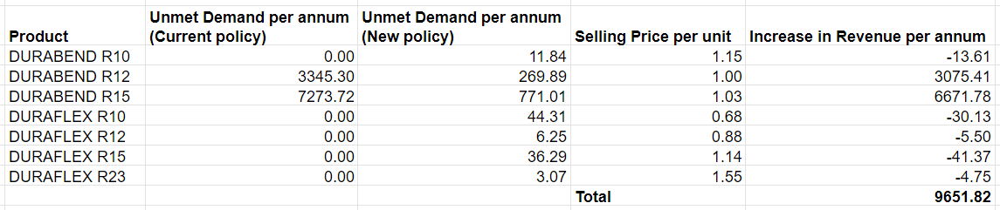 Product Unmet Demand per annum (Current policy) Unmet Demand per annum (New policy) Selling Price per unit Increase in Revenue per annum
DURABEND R10 0.00 11.84 1.15 -13.61
DURABEND R12 3345.30 269.89 1.00 3075.41
DURABEND R15 7273.72 771.01 1.03 6671.78
DURAFLEX R10 0.00 44.31 0.68 -30.13
DURAFLEX R12 0.00 6.25 0.88 -5.50
DURAFLEX R15 0.00 36.29 1.14 -41.37
DURAFLEX R23 0.00 3.07 1.55 -4.75
Total 9651.82